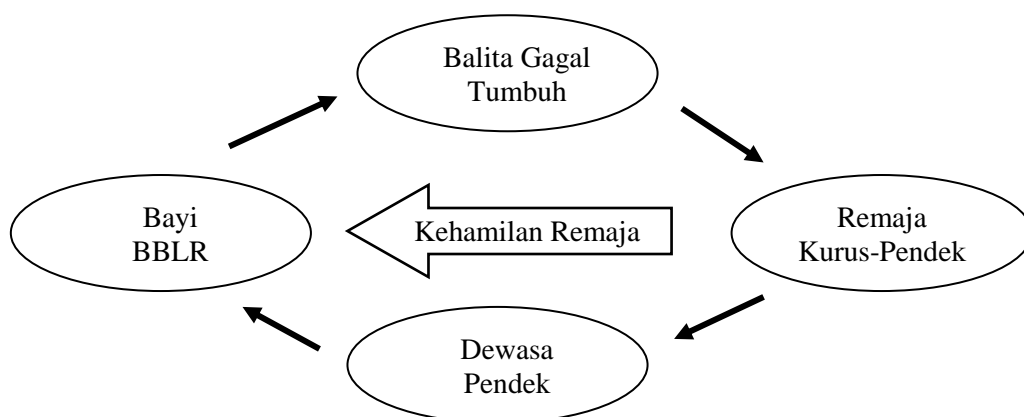 Balita Gagal
Tumbuh
Bayi
BBLR
Kehamilan Remaja
Remaja
Kurus-Pendek
Dewasa
Pendek